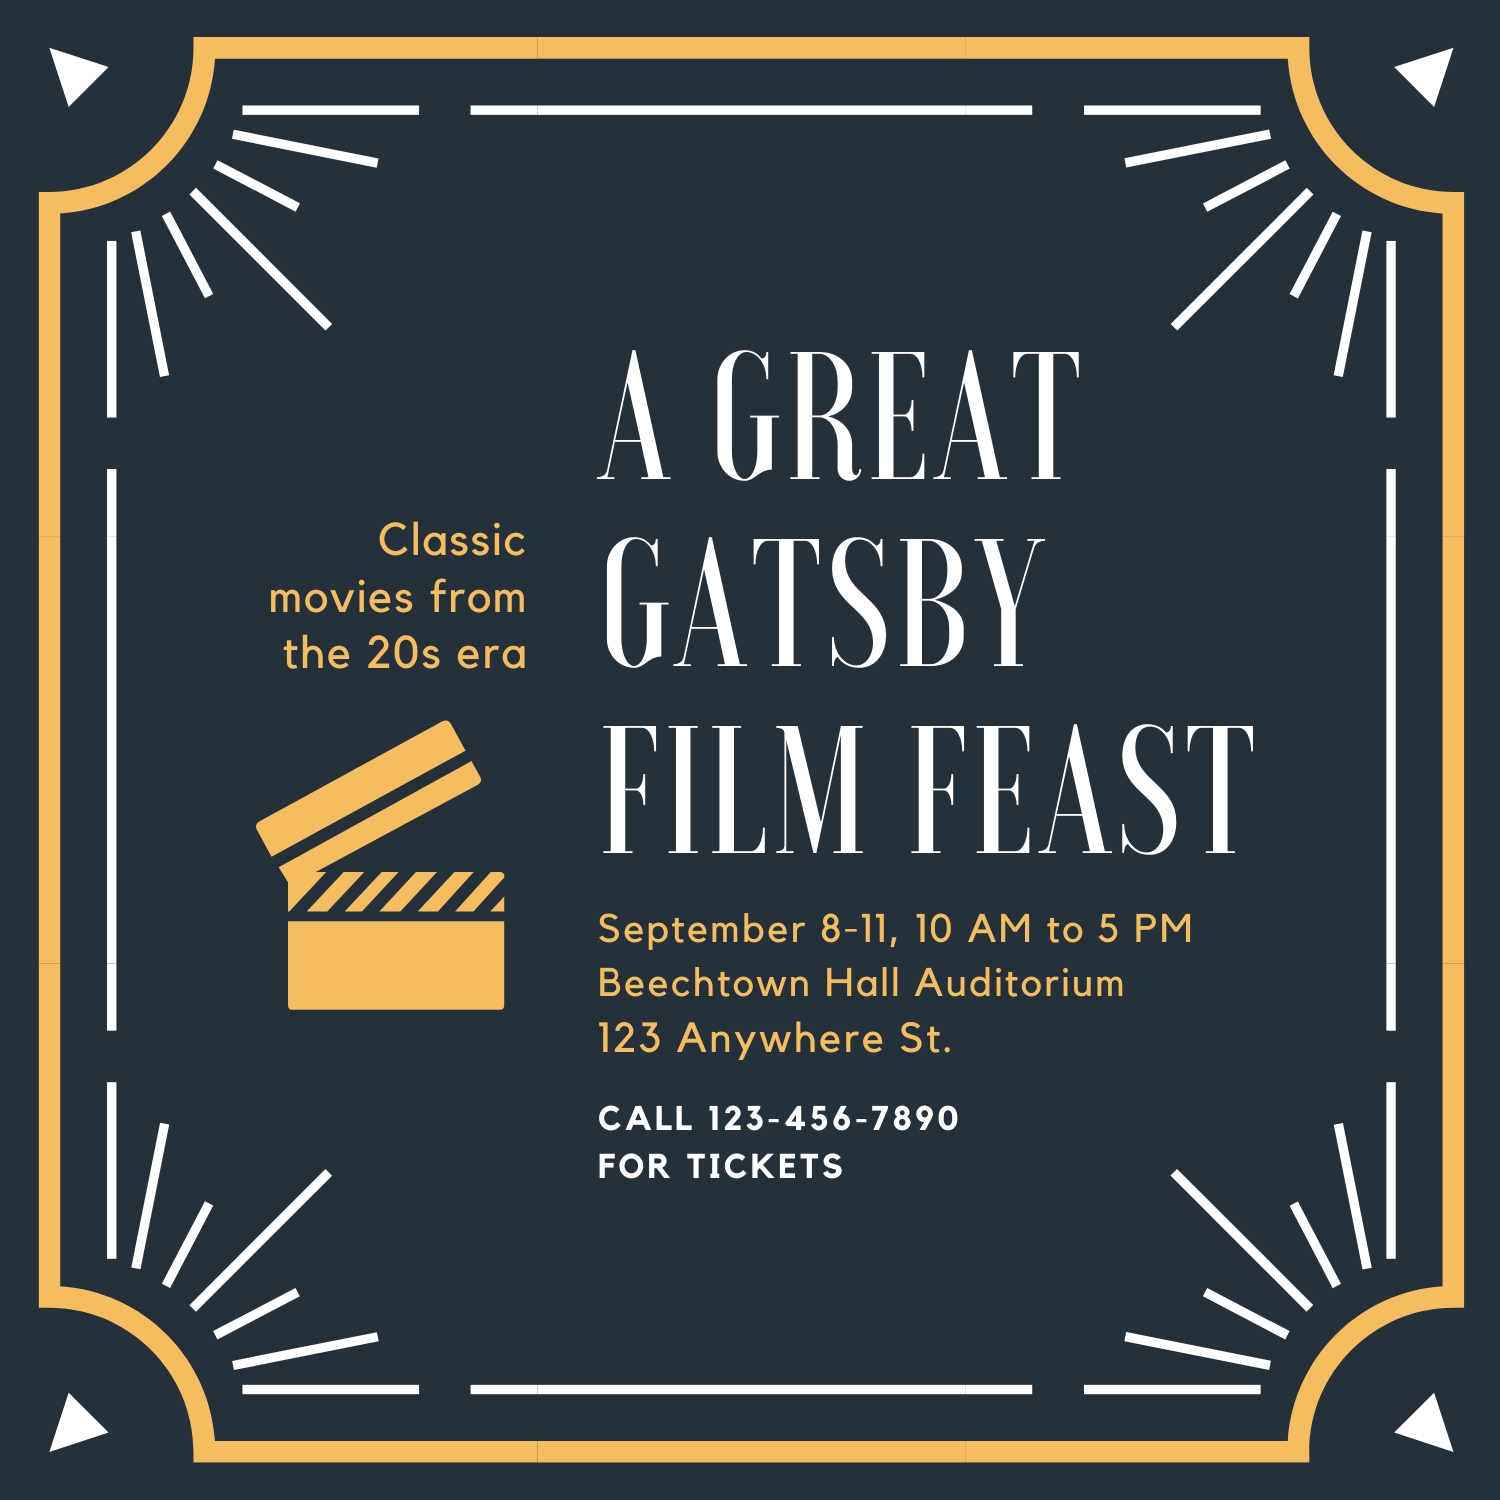 Classic
movies from
the 20s era
A GREAT
GATSBY
FILM FEAST
September 8-11, 10 AM to 5 PM
Beechtown Hall Auditorium
123 Anywhere St.
CALL 123-456-7890
FOR TICKETS